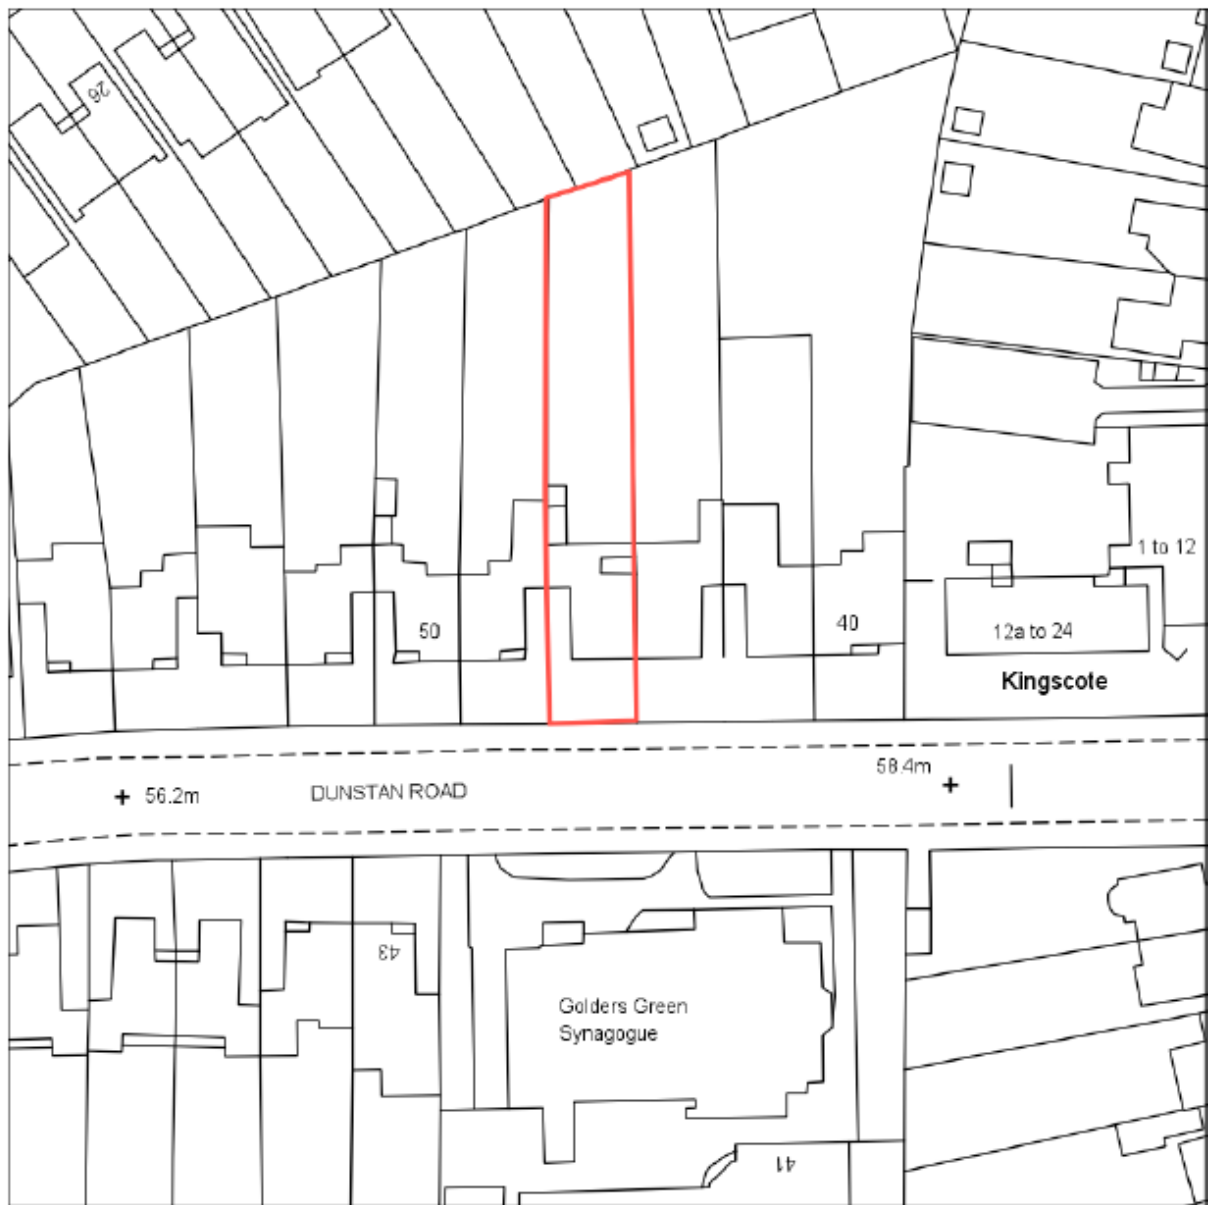 26
1 to 12
50
40
12a to 24
Kingscote
58.4m
56.2m
DUNSTAN ROAD
43
Golders Green
Synagogue
41